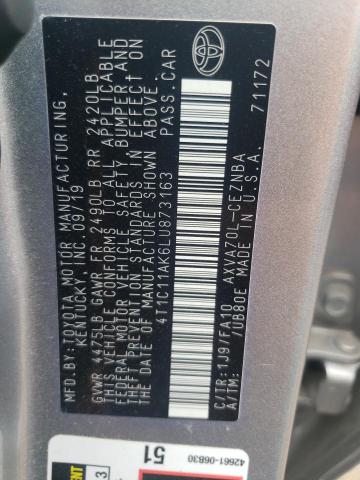 MFD.BY:TOYOTA MOTOR MANUFACTURING,
KENTUCKY, INC. 09/19
GVWR 4475LB GAWR FR 2490LB RR 2420LB
THIS VEHICLE CONFORMS TO ALL APPLICABLE
FEDERAL MOTOR VEHICLE SAFETY, BUMPER, AND
THEFT PREVENTION STANDARDS IN EFFECT ON
THE DATE OF MANUFACTURE SHOWN ABOVE.
4T1C11AK6LU873163 PASS.CAR
C/TR:1J9/FA10 AXVA70L-CEZNBA
A/TM: /UB80E MADE IN U.S.A. 71172
42661-06B30
51
3